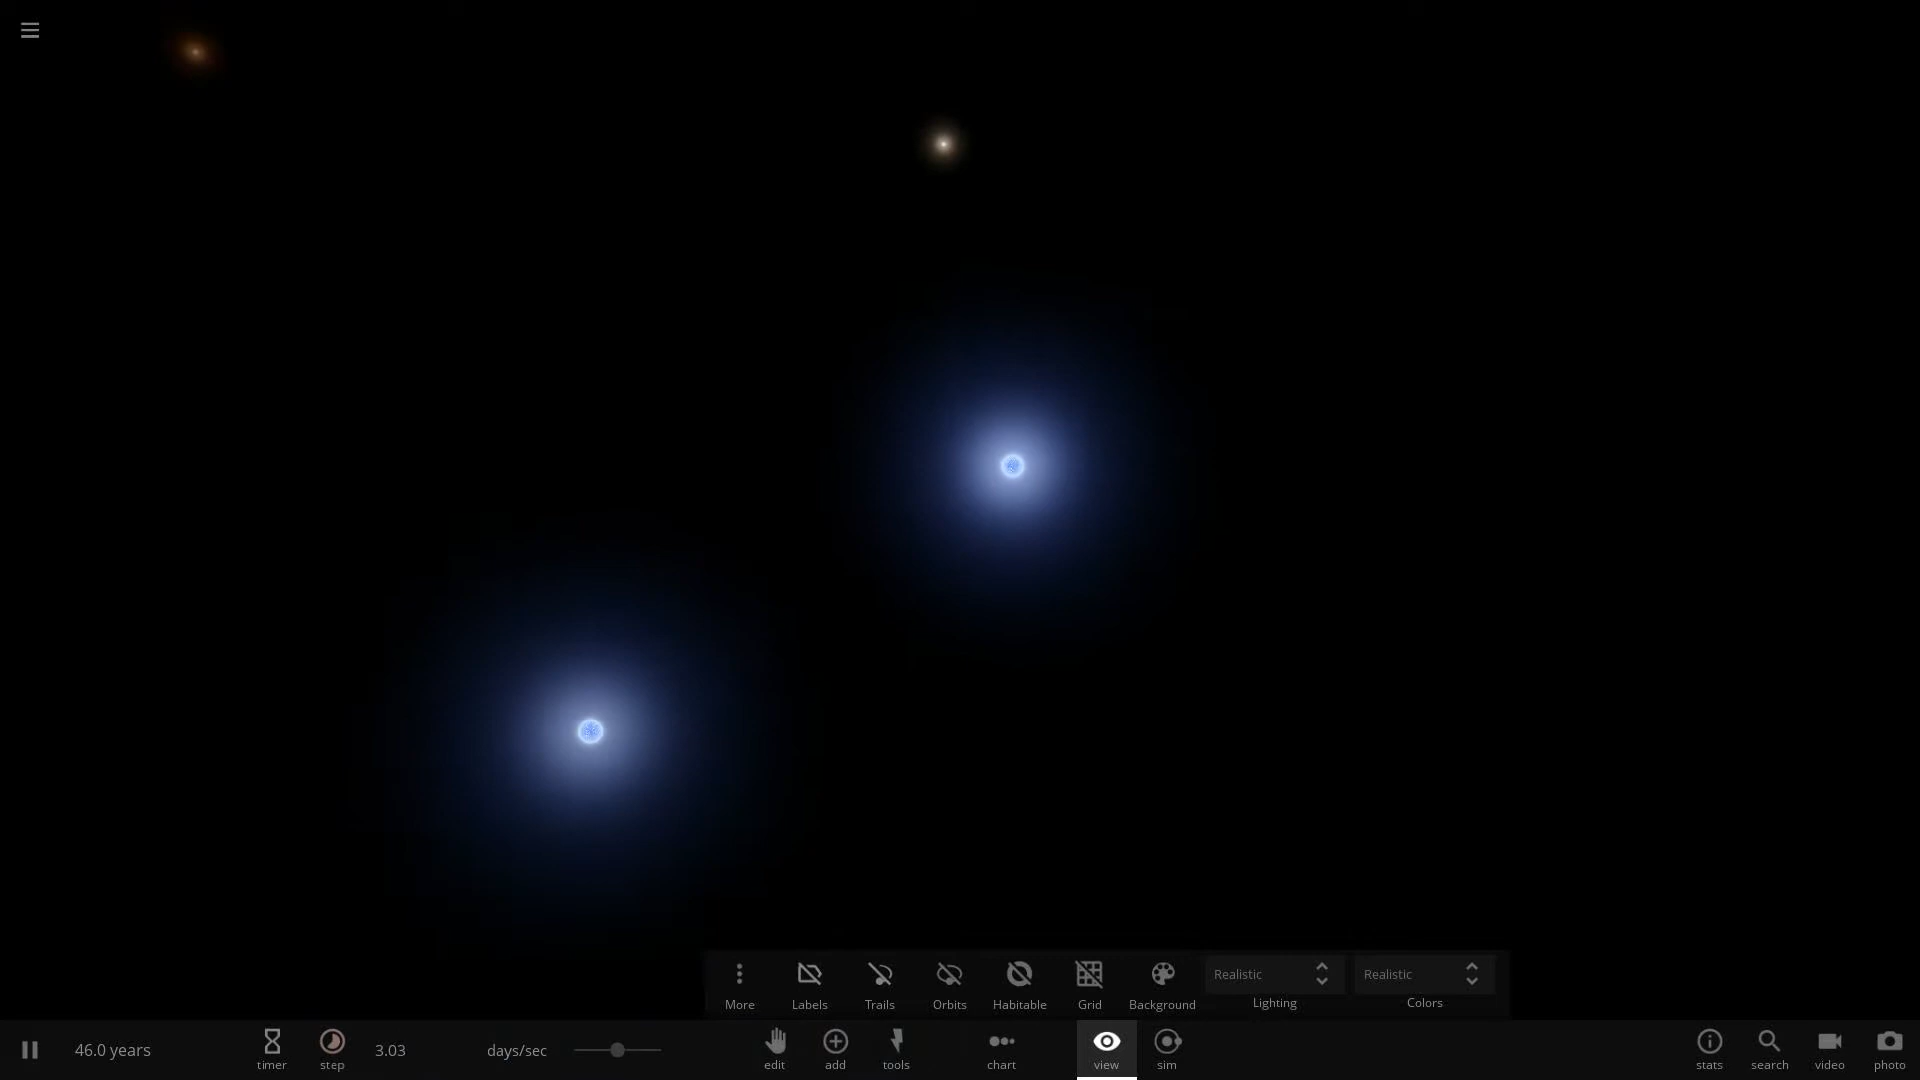 More
Labels
Trails
Orbits
Habitable
Grid
Background
Realistic
Lighting
Realistic
Colors
46.0 years
timer
step
3.03
days/sec
edit
add
tools
chart
view
sim
stats
search
video
photo